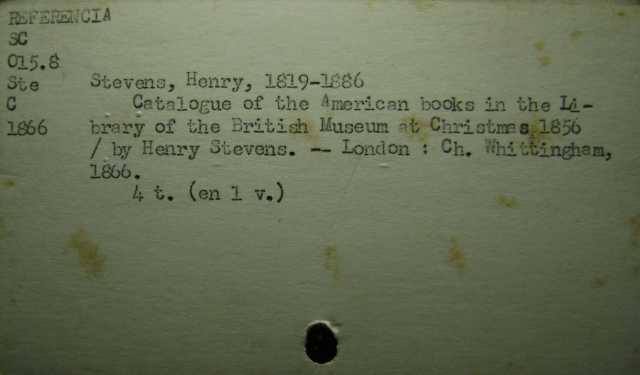 REFERENCIA
SC
015.8
Ste Stevens, Henry, 1819-1886
C Catalogue of the American books in the Li-
1866 brary of the British Museum at Christmas 1856
/ by Henry Stevens. -- London : Ch. Whittingham,
1866.
4 t. (en 1 v.)